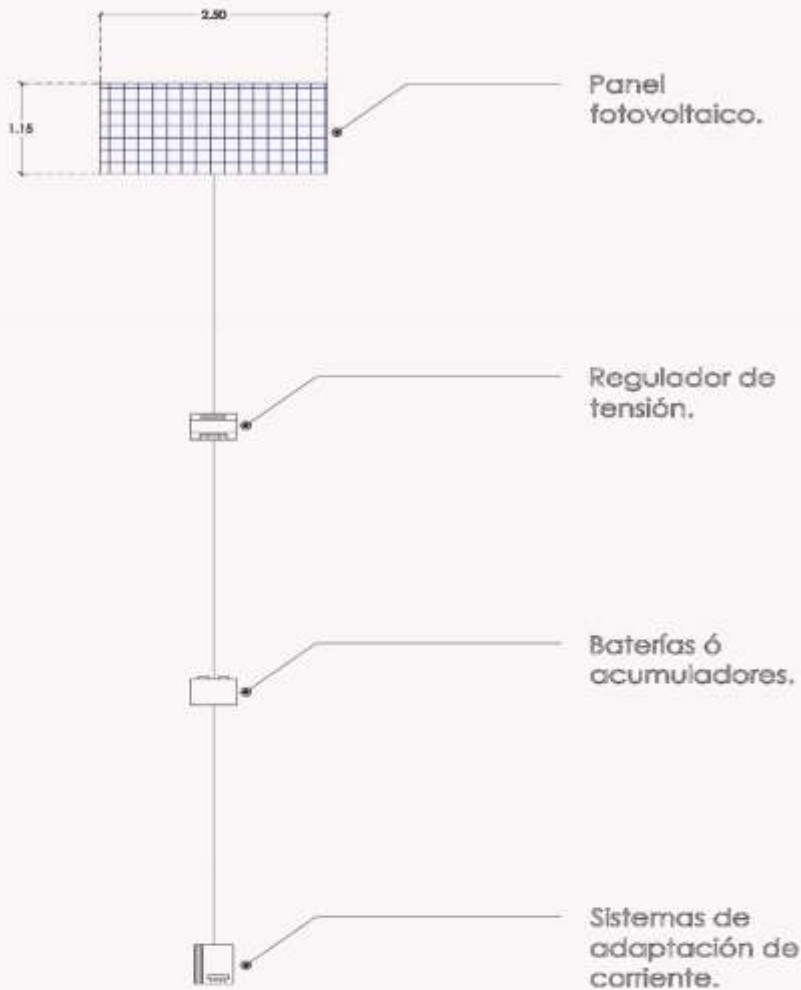 2.50
1.15
Panel
fotovoltaico.
Regulador de
tensión.
Baterías ó
acumuladores.
Sistemas de
adaptación de
corriente.